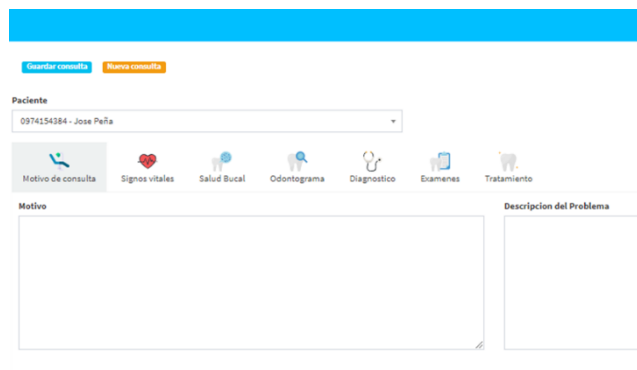 Guardar consulta Nueva consulta
Paciente
0974154384 - Jose Peña
Motivo de consulta Signos vitales Salud Bucal Odontograma Diagnostico Examenes Tratamiento
Motivo Descripcion del Problema